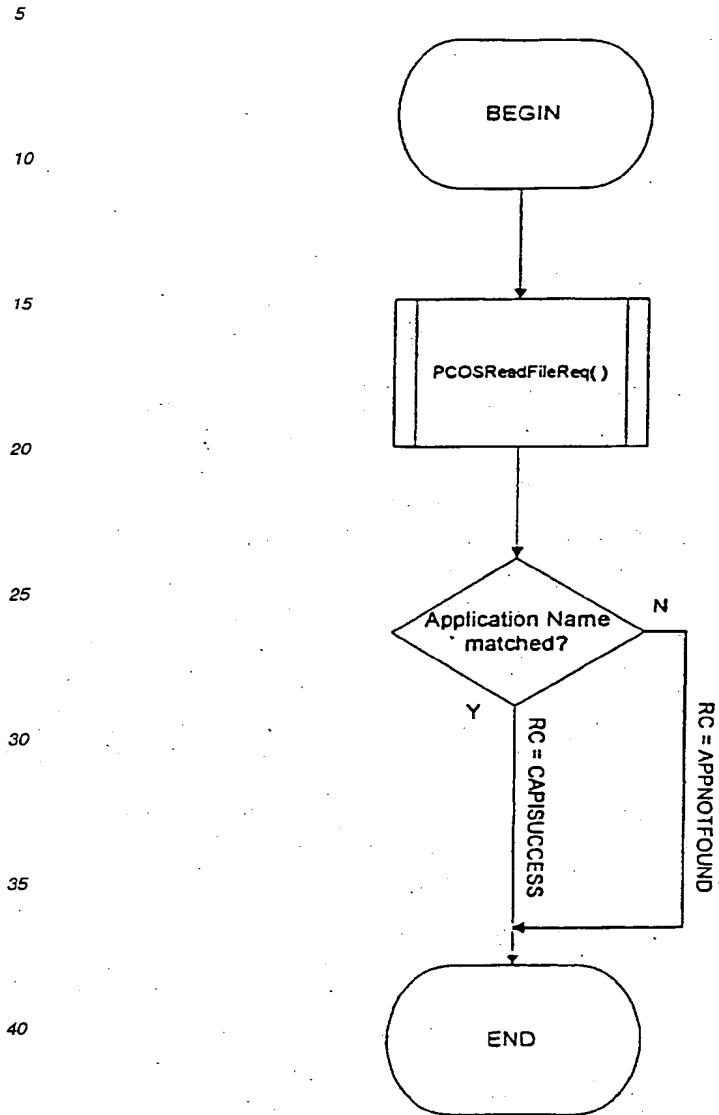 5
BEGIN
10
15
PCOSReadFileReq( )
20
25
Application Name
matched?
N
Y
RC = CAPISUCCESS
RC = APPNOTFOUND
30
35
40
END